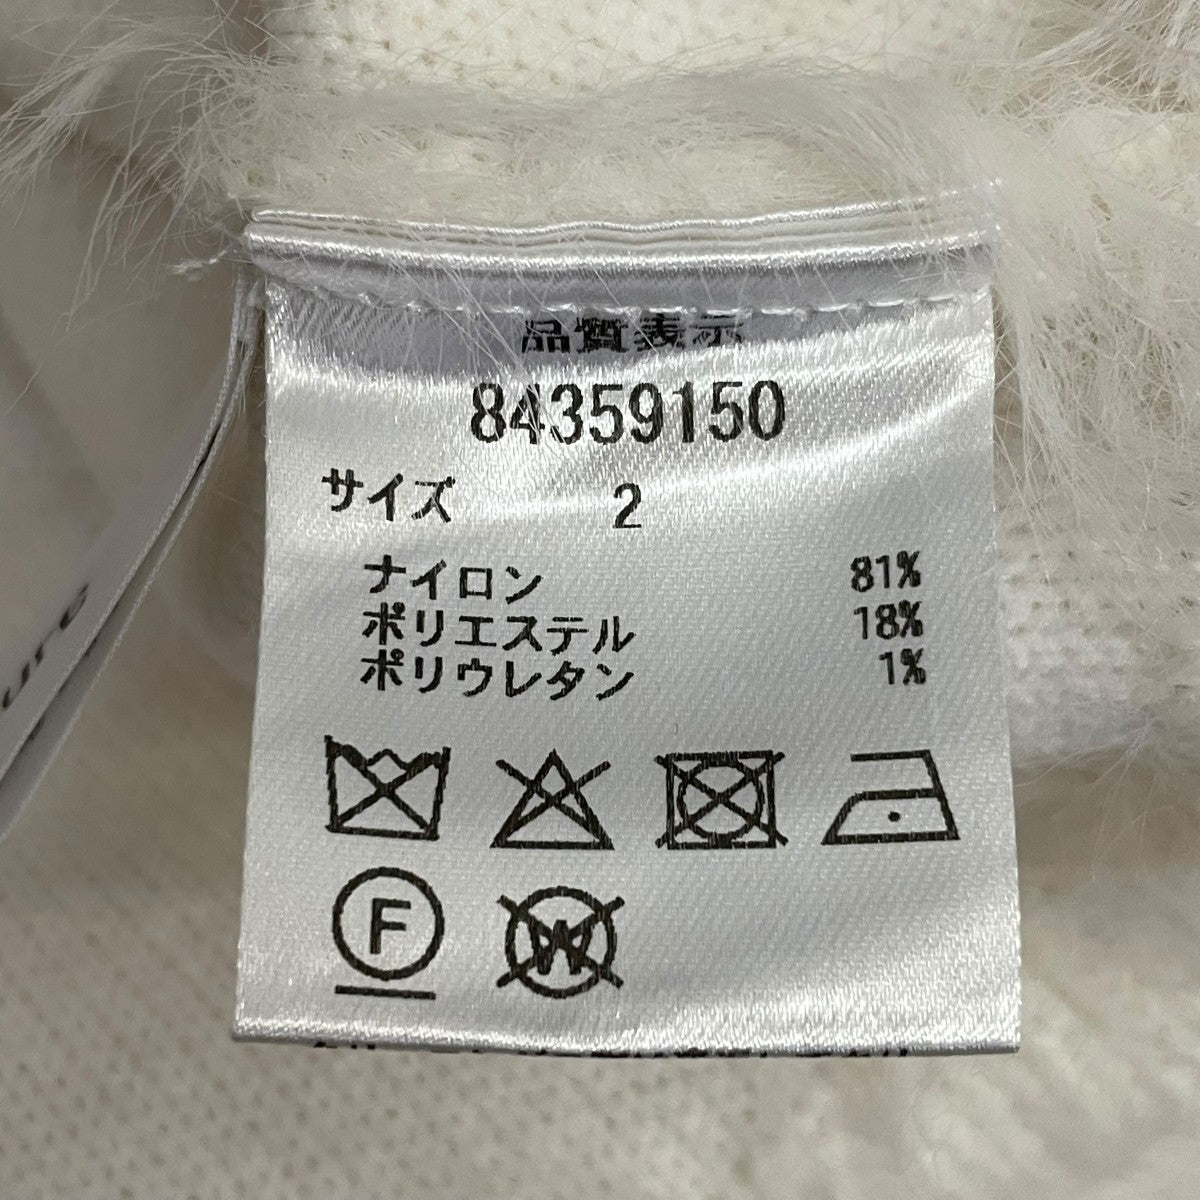 品質表示
84359150
サイズ 2
ナイロン 81%
ポリエステル 18%
ポリウレタン 1%
F
W